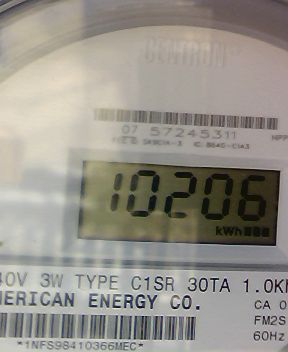 CENTRON
07 57245311
10206
kWh
40V 3W TYPE C1SR 30TA 1.0K
MERICAN ENERGY CO.
CA 0
FM2S
60Hz
*1NFS98410366MEC*